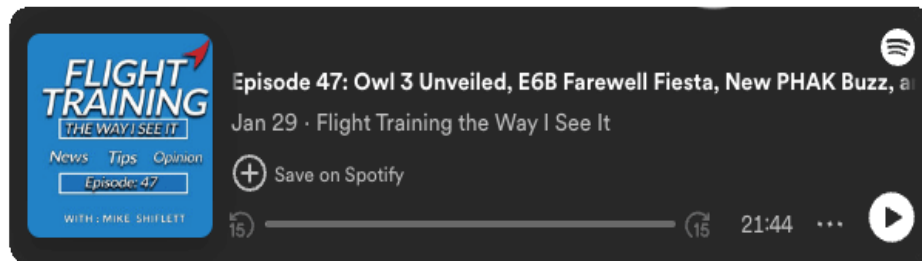 FLIGHT
TRAINING
THE WAY I SEE IT
News Tips Opinion
Episode: 47
WITH: MIKE SHIFLETT
Episode 47: Owl 3 Unveiled, E6B Farewell Fiesta, New PHAK Buzz, a
Jan 29 · Flight Training the Way I See It
Save on Spotify
15 15 21:44 ...